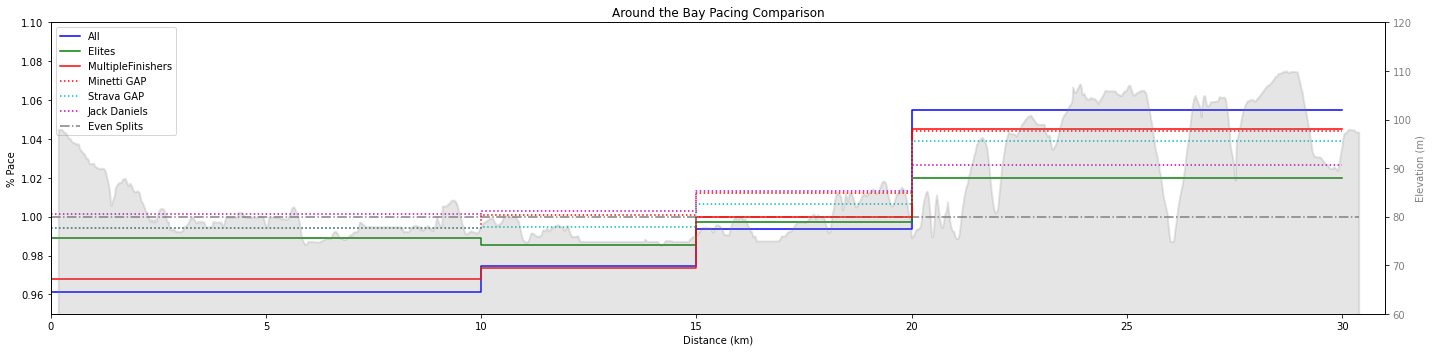 Around the Bay Pacing Comparison
All
Elites
MultipleFinishers
Minetti GAP
Strava GAP
Jack Daniels
Even Splits
% Pace
1.10
1.08
1.06
1.04
1.02
1.00
0.98
0.96
120
110
100
90
80
70
60
Elevation (m)
0
5
10
15
20
25
30
Distance (km)